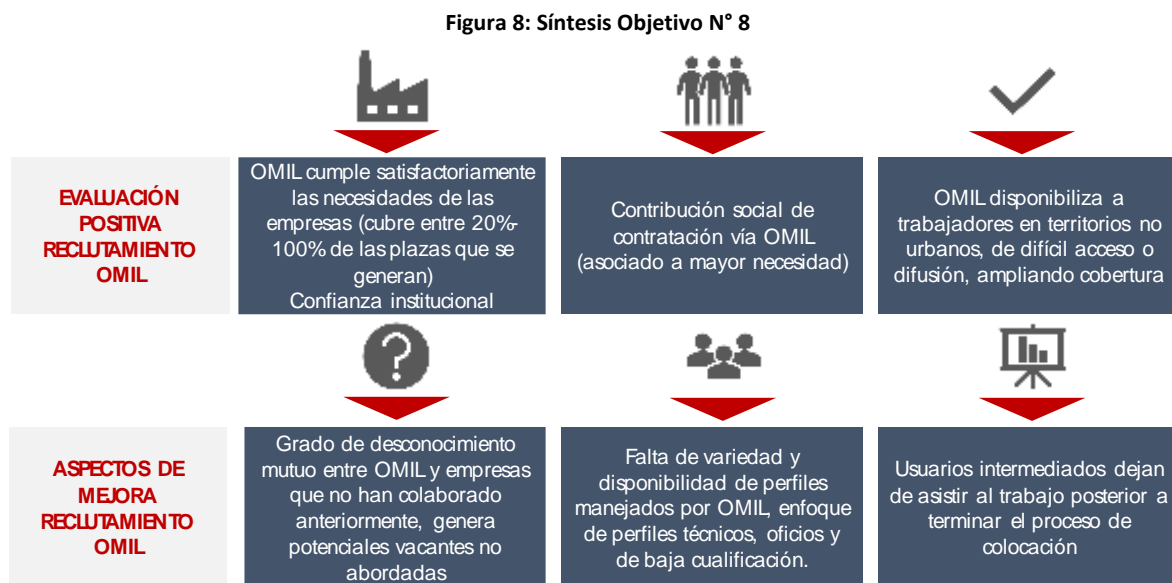 Figura 8: Síntesis Objetivo N° 8
EVALUACIÓN
POSITIVA
RECLUTAMIENTO
OMIL
OMIL cumple satisfactoriamente
las necesidades de las
empresas (cubre entre 20%-
100% de las plazas que se
generan)
Confianza institucional
Contribución social de
contratación vía OMIL
(asociado a mayor necesidad)
OMIL disponibiliza a
trabajadores en territorios no
urbanos, de difícil acceso o
difusión, ampliando cobertura
ASPECTOS DE
MEJORA
RECLUTAMIENTO
OMIL
Grado de desconocimiento
mutuo entre OMIL y empresas
que no han colaborado
anteriormente, genera
potenciales vacantes no
abordadas
Falta de variedad y
disponibilidad de perfiles
manejados por OMIL, enfoque
de perfiles técnicos, oficios y
de baja cualificación.
Usuarios intermediados dejan
de asistir al trabajo posterior a
terminar el proceso de
colocación